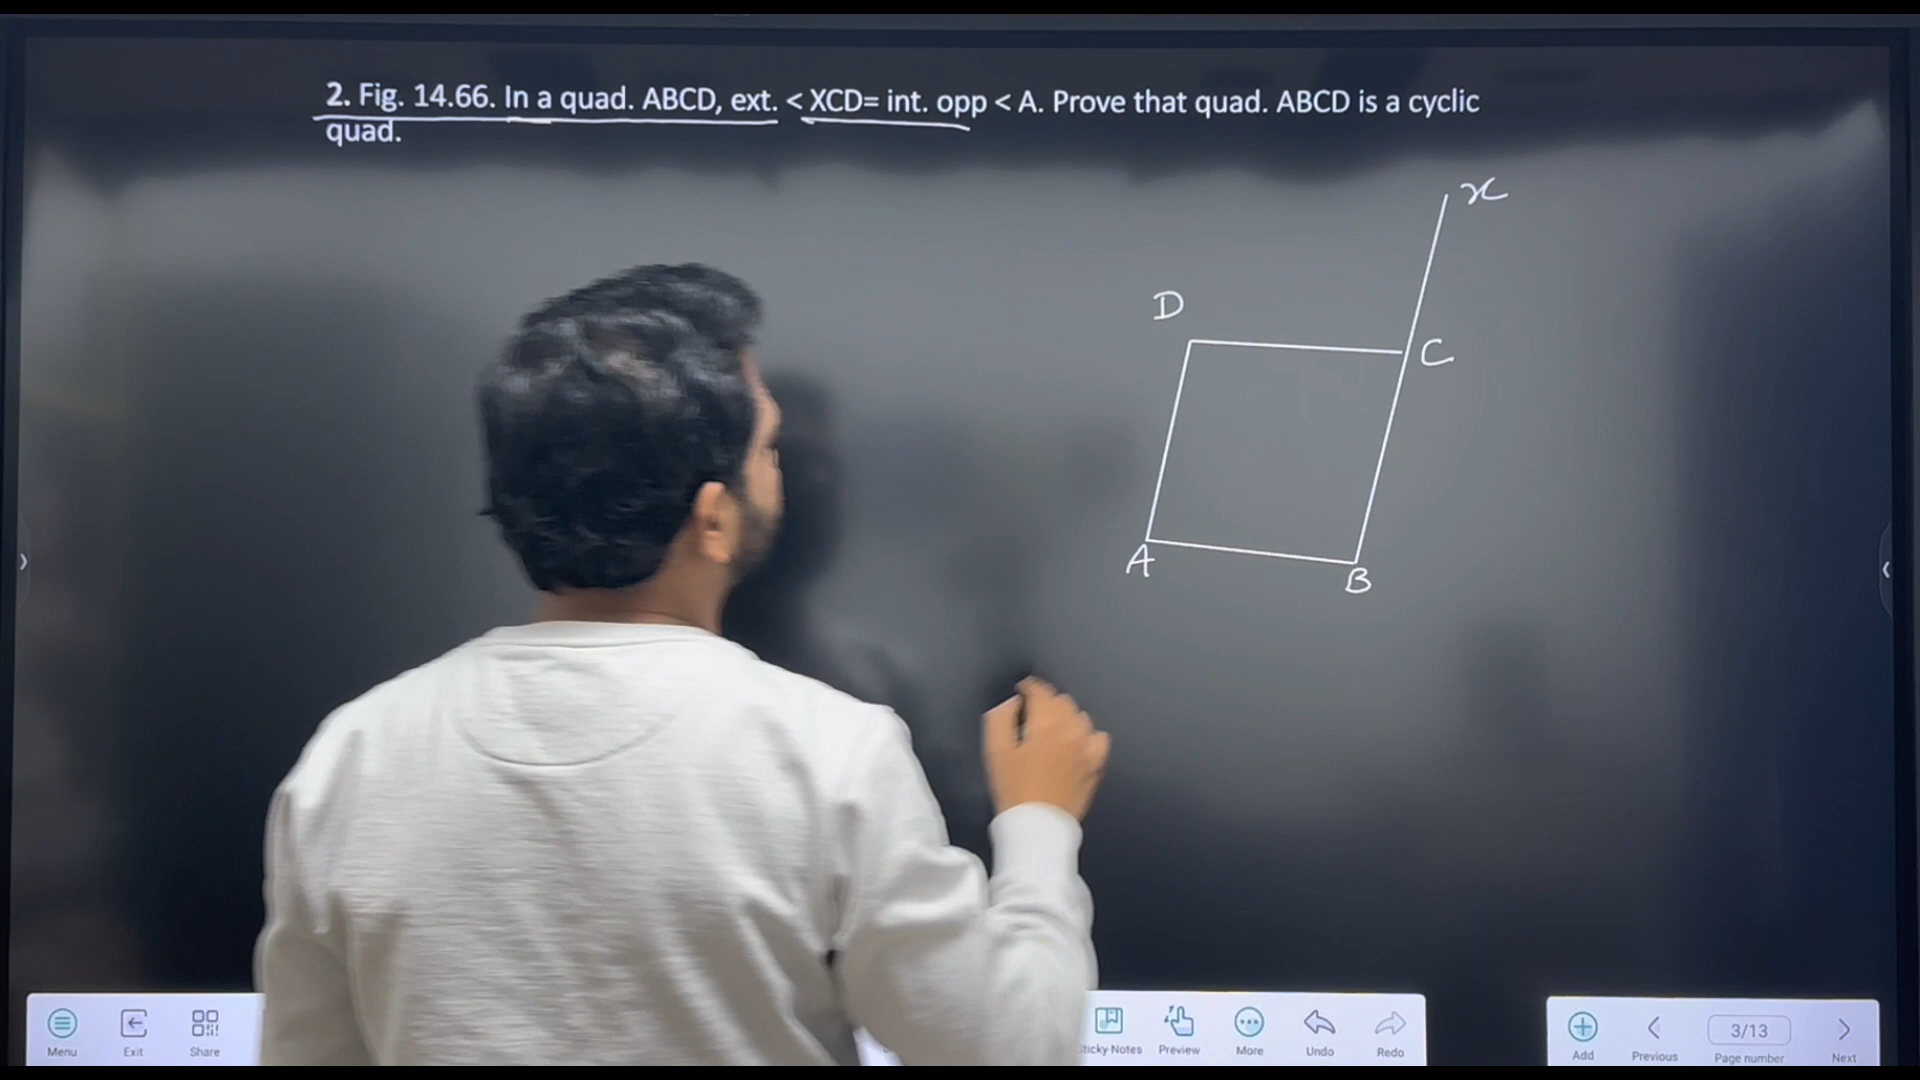 2. Fig. 14.66. In a quad. ABCD, ext. < XCD= int. opp < A. Prove that quad. ABCD is a cyclic
quad.
x
D
C
A
B
Menu
Exit
Share
Sticky Notes
Preview
More
Undo
Redo
Add
Previous
3/13
Page number
Next